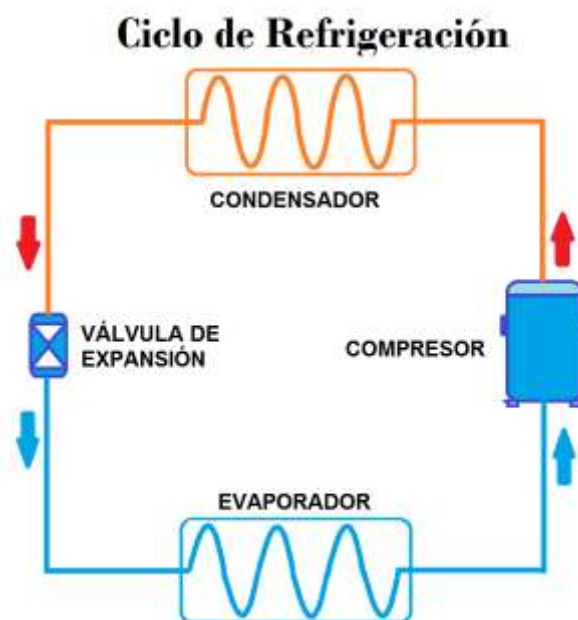 Ciclo de Refrigeración
CONDENSADOR
VÁLVULA DE
EXPANSIÓN
COMPRESOR
EVAPORADOR